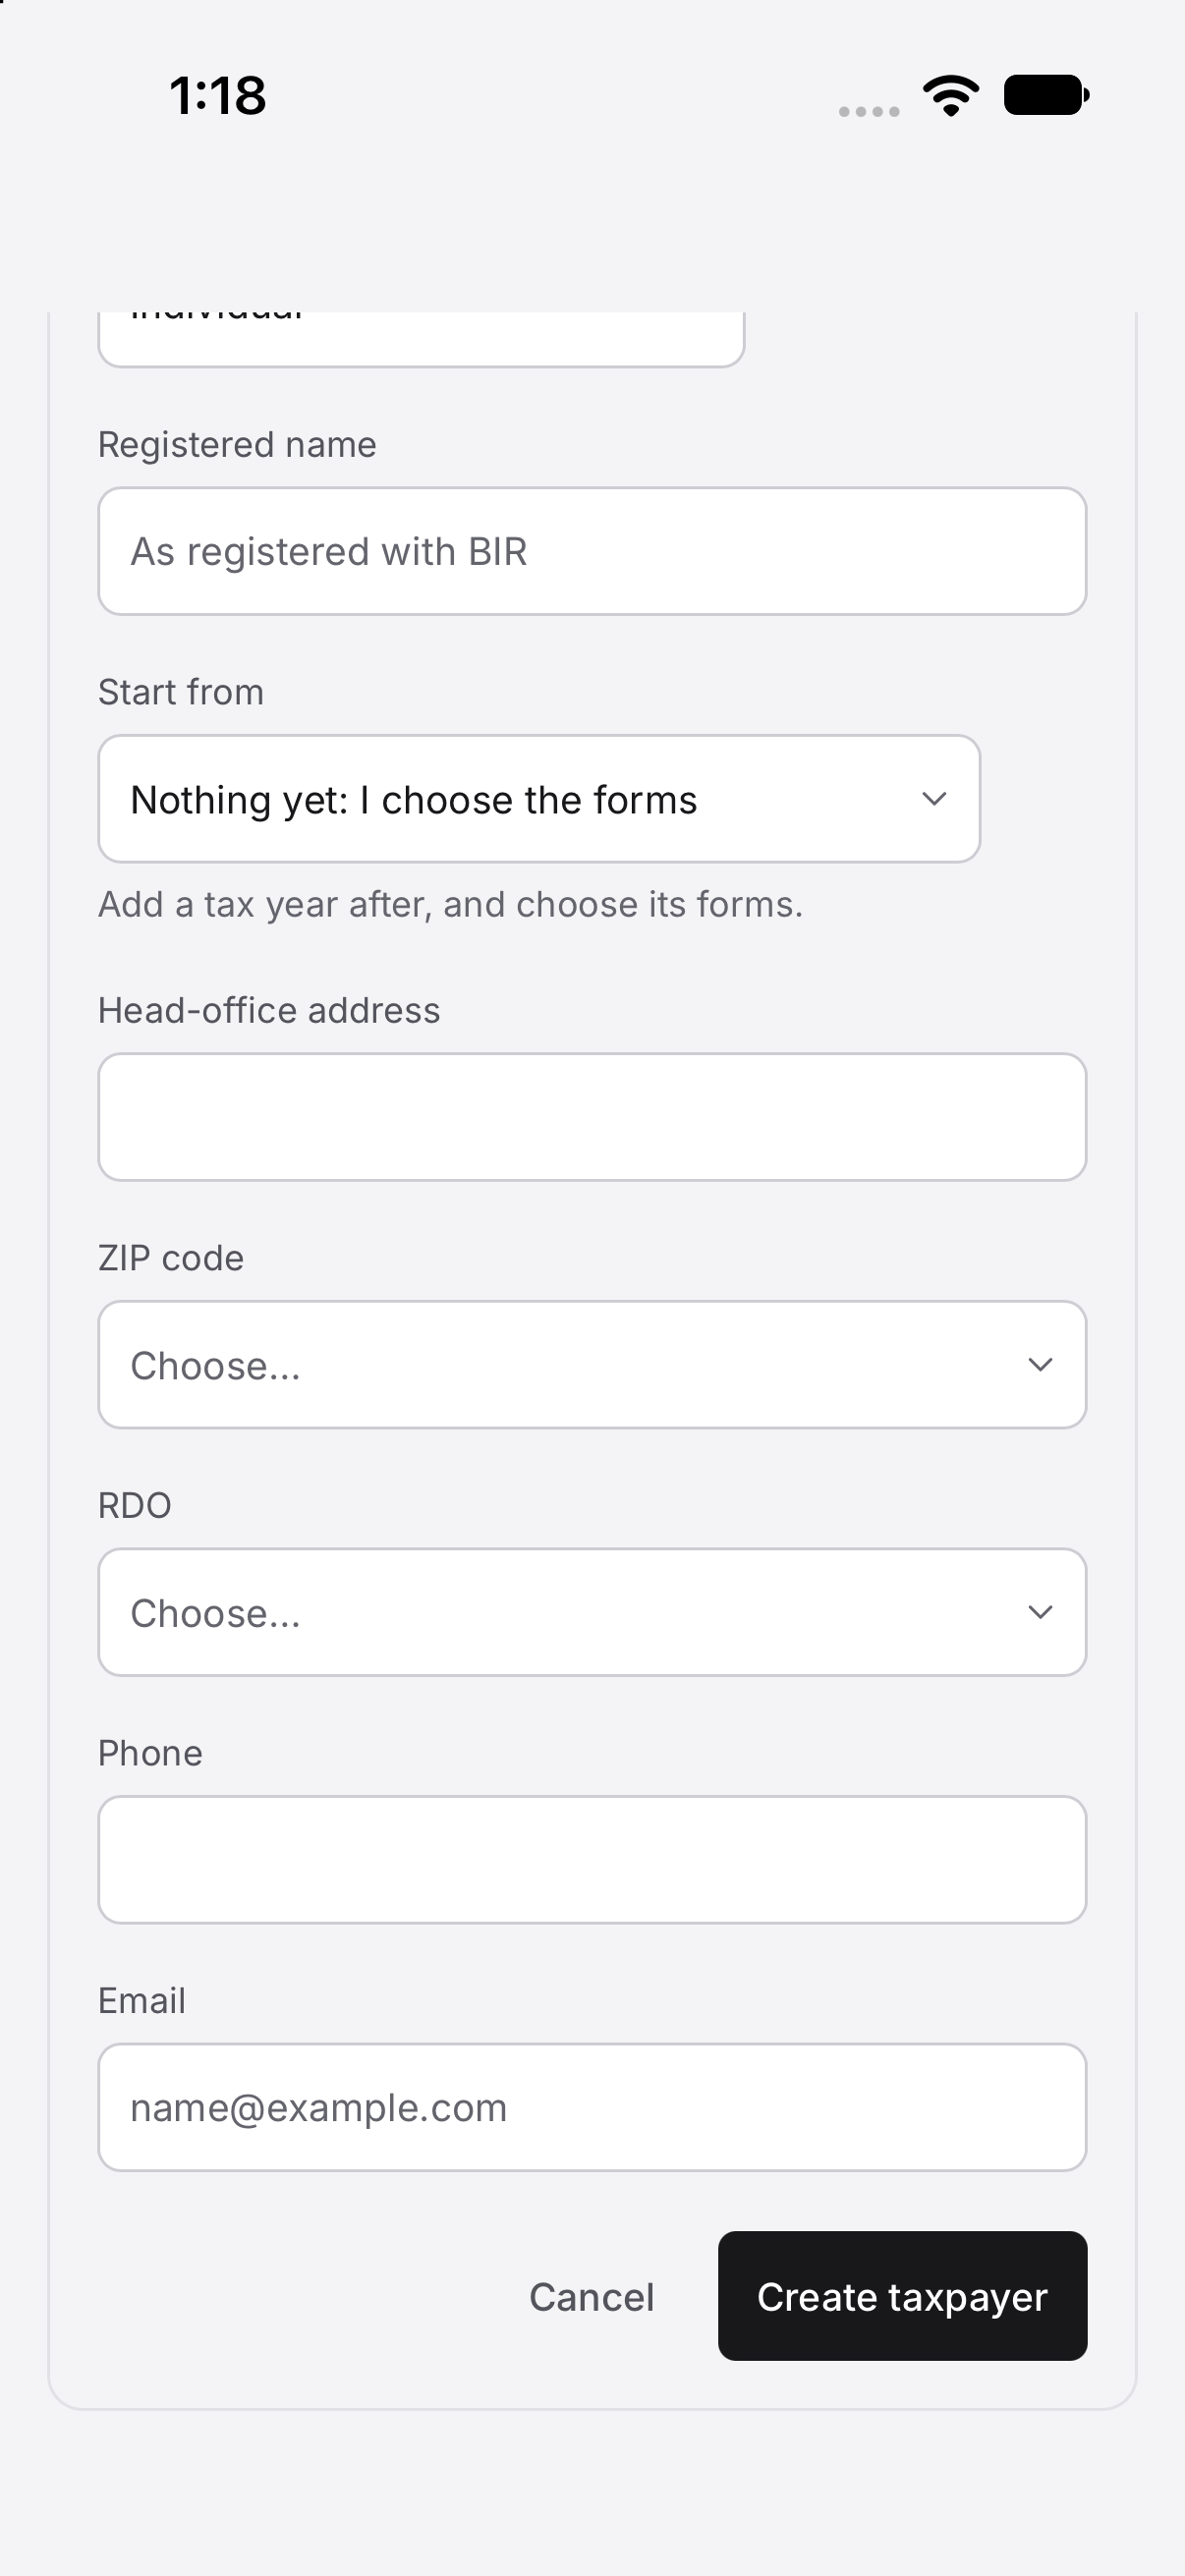 1:18
Registered name
As registered with BIR
Start from
Nothing yet: I choose the forms
Add a tax year after, and choose its forms.
Head-office address
ZIP code
Choose...
RDO
Choose...
Phone
Email
name@example.com
Cancel
Create taxpayer